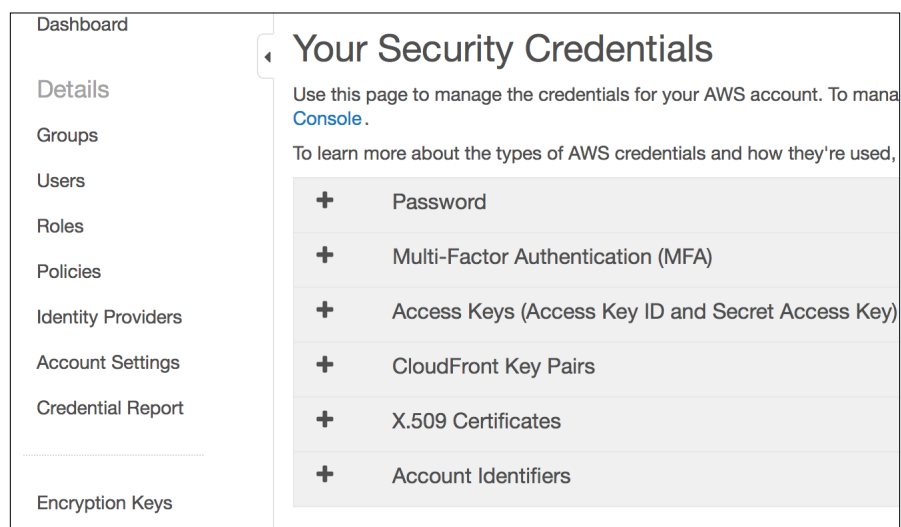 Dashboard
Details
Groups
Users
Roles
Policies
Identity Providers
Account Settings
Credential Report
Encryption Keys
Your Security Credentials
Use this page to manage the credentials for your AWS account. To mana
Console.
To learn more about the types of AWS credentials and how they're used,
Password
Multi-Factor Authentication (MFA)
Access Keys (Access Key ID and Secret Access Key)
CloudFront Key Pairs
X.509 Certificates
Account Identifiers